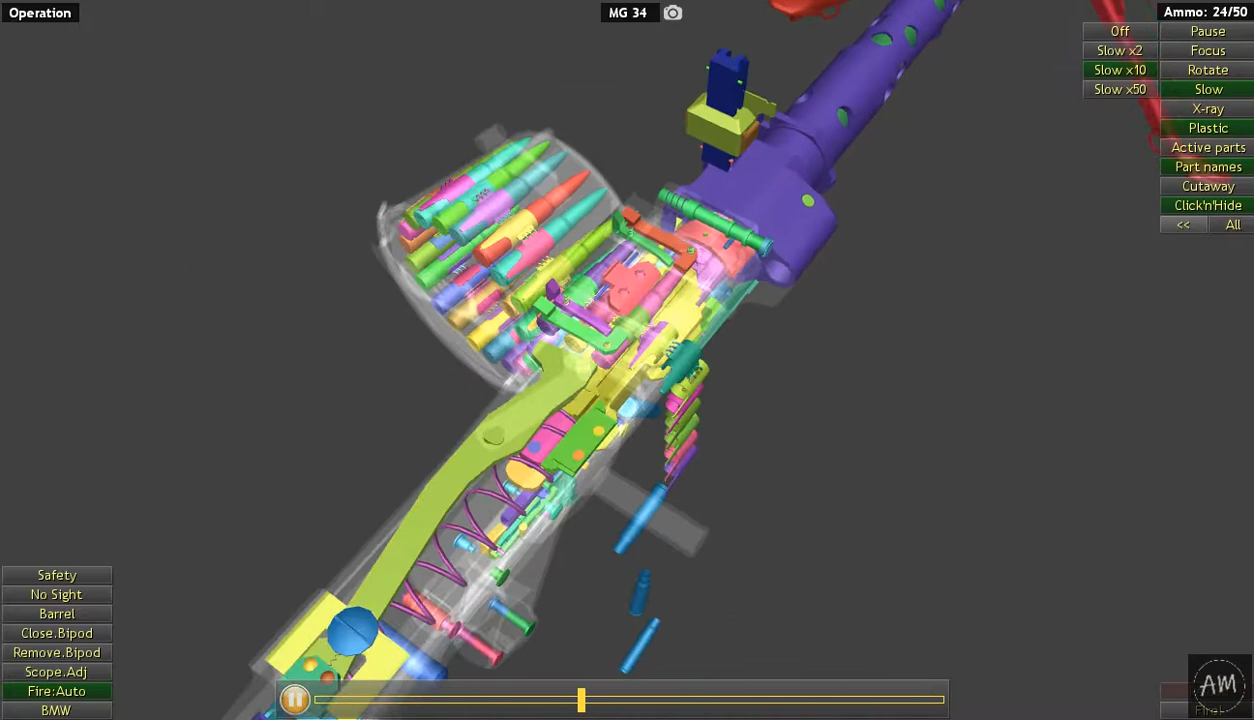 Operation
MG 34
Ammo: 24/50
Off
Pause
Slow x2
Focus
Slow x10
Rotate
Slow x50
Slow
X-ray
Plastic
Active parts
Part names
Cutaway
Click'n'Hide
<<
All
Safety
No Sight
Barrel
Close.Bipod
Remove.Bipod
Scope.Adj
Fire:Auto
BMW
AM